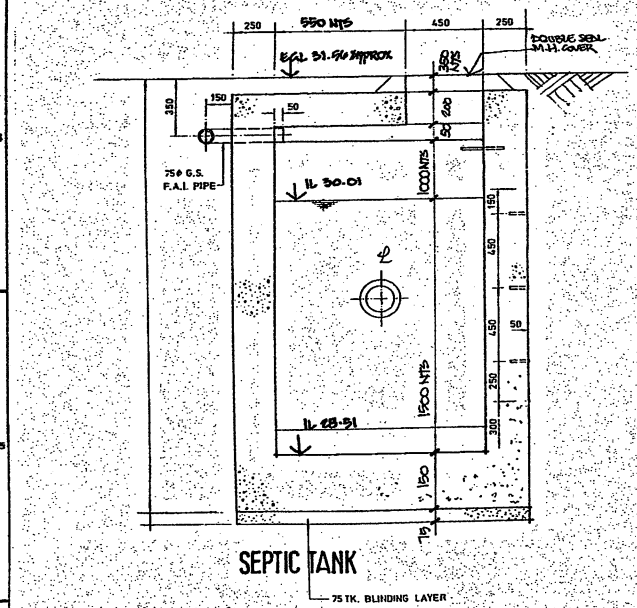 250
550 NTS
450
250
EGL 31.56 APPROX
350 NTS
DOUBLE SEAL
M.H. COVER
350
150
50
50 200
75ø G.S.
F.A.I. PIPE
1000 NTS
IL 30.01
150
450
℄
450
50
1500 NTS
250
IL 28.51
300
150
75
SEPTIC TANK
75 TK. BLINDING LAYER